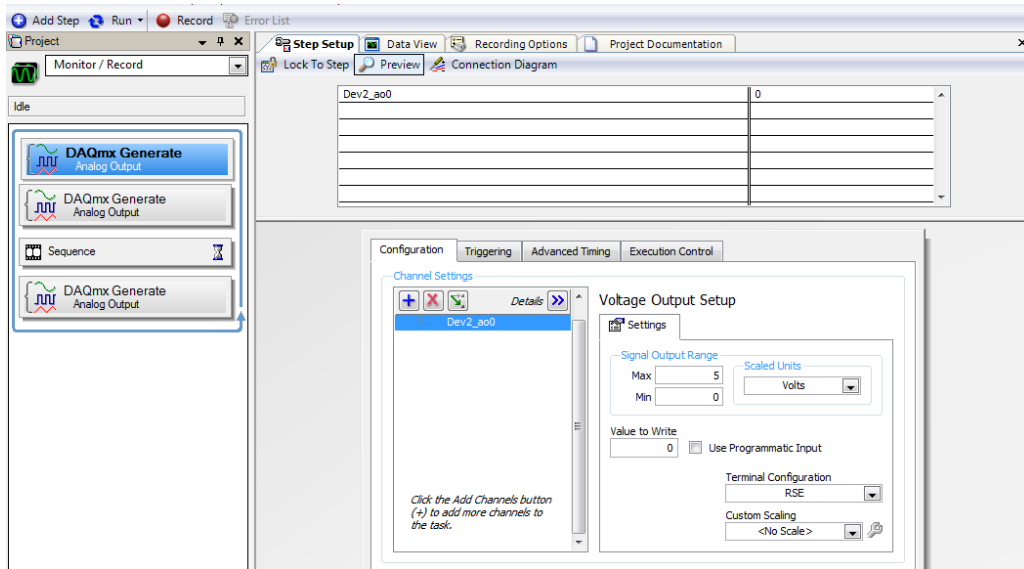 Add Step Run Record Error List
Project
Step Setup Data View Recording Options Project Documentation
Monitor / Record
Lock To Step Preview Connection Diagram
Idle
Dev2_ao0 0
DAQmx Generate
Analog Output
DAQmx Generate
Analog Output
Sequence
DAQmx Generate
Analog Output
Configuration Triggering Advanced Timing Execution Control
Channel Settings
Details
Dev2_ao0
Click the Add Channels button
(+) to add more channels to
the task.
Voltage Output Setup
Settings
Signal Output Range
Max 5
Min 0
Scaled Units
Volts
Value to Write
0 Use Programmatic Input
Terminal Configuration
RSE
Custom Scaling
<No Scale>